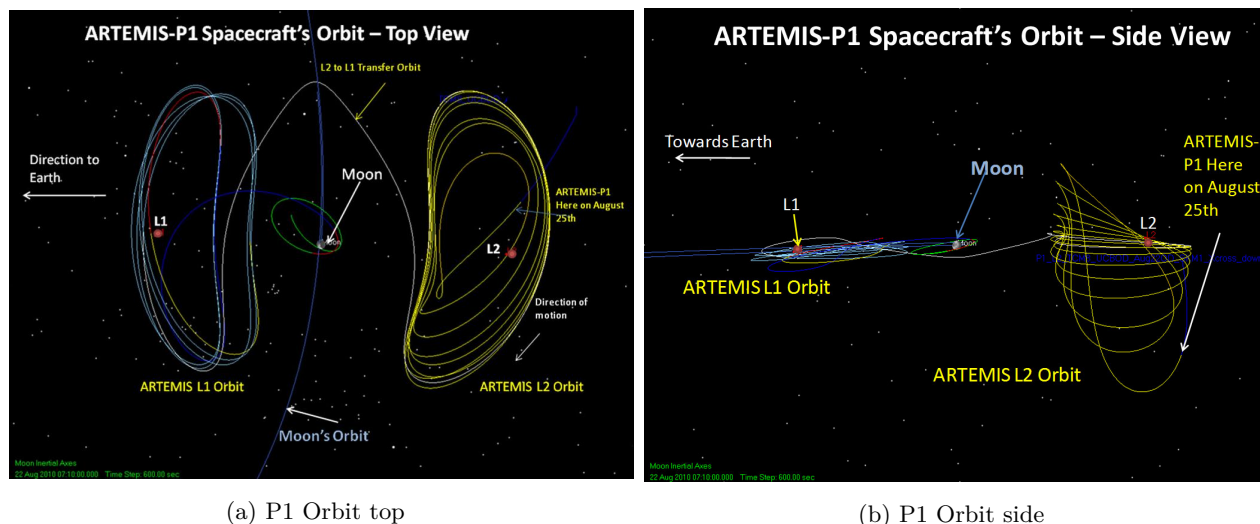 ARTEMIS-P1 Spacecraft's Orbit – Top View
L2 to L1 Transfer Orbit
Direction to
Earth
Moon
L1
ARTEMIS-P1
Here on August
25th
Moon
L2
Direction of
motion
ARTEMIS L1 Orbit
ARTEMIS L2 Orbit
Moon's Orbit
Moon Inertial Axes
22 Aug 2010 07:10:00.000 Time Step: 600.00 sec
(a) P1 Orbit top
ARTEMIS-P1 Spacecraft's Orbit – Side View
Towards Earth
ARTEMIS-
P1 Here
on August
25th
Moon
L1
L2
Moon
ARTEMIS L1 Orbit
ARTEMIS L2 Orbit
Moon Inertial Axes
22 Aug 2010 07:10:00.000 Time Step: 600.00 sec
(b) P1 Orbit side